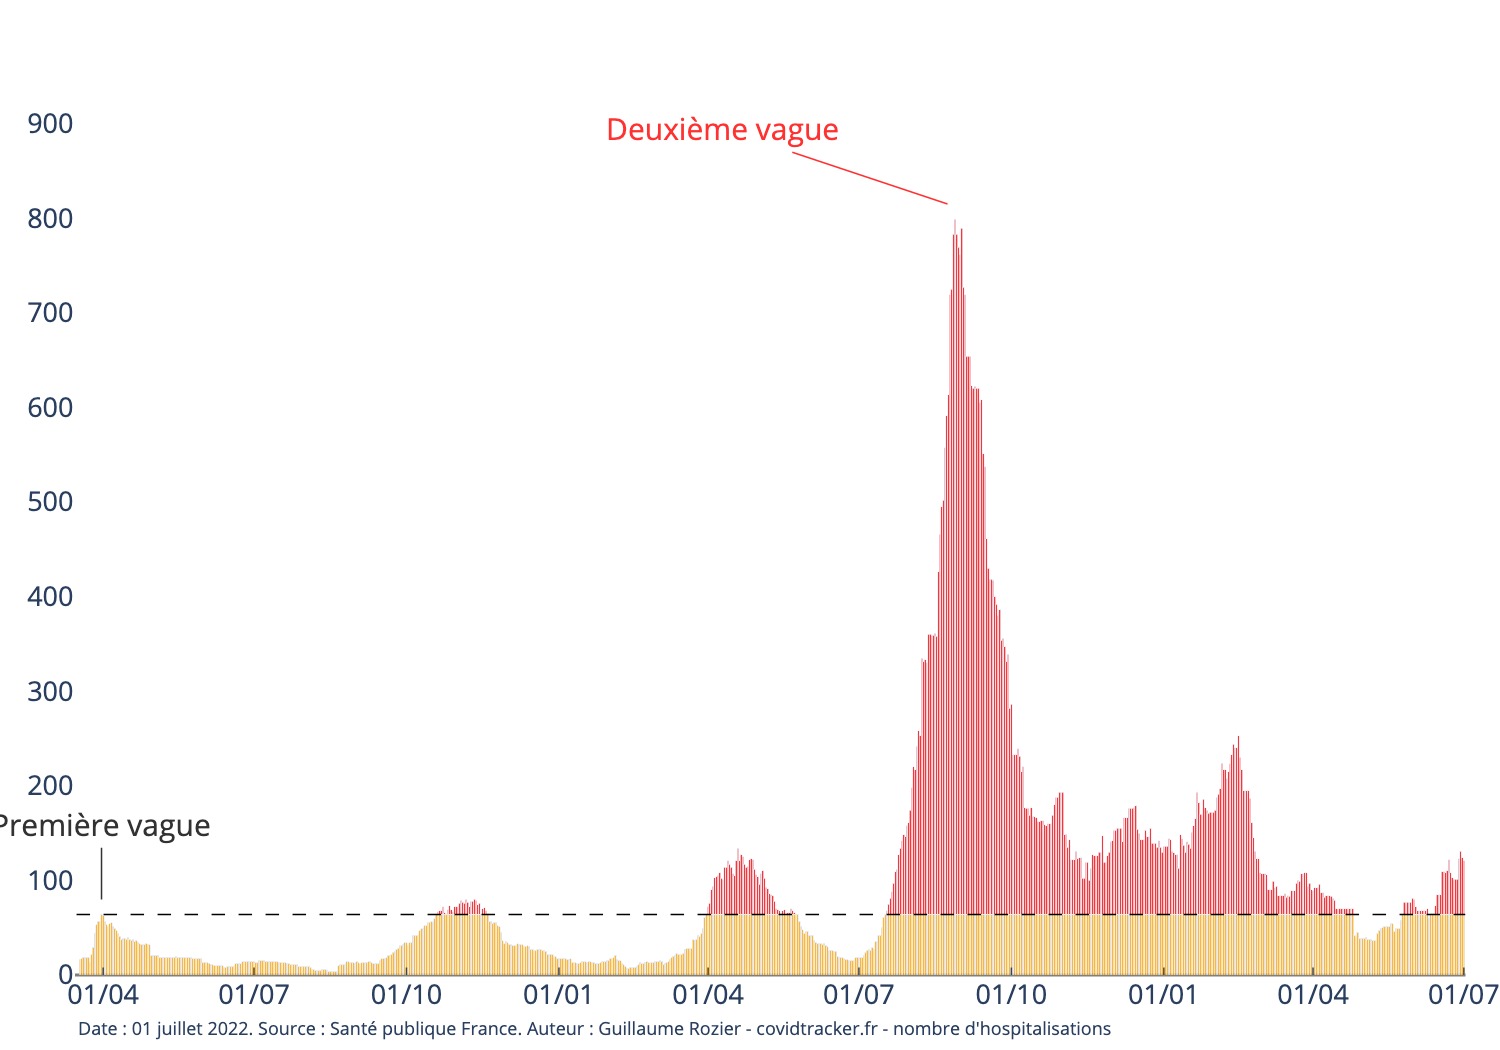 900
Deuxième vague
800
700
600
500
400
300
200
Première vague
100
0
01/04 01/07 01/10 01/01 01/04 01/07 01/10 01/01 01/04 01/07
Date : 01 juillet 2022. Source : Santé publique France. Auteur : Guillaume Rozier - covidtracker.fr - nombre d'hospitalisations